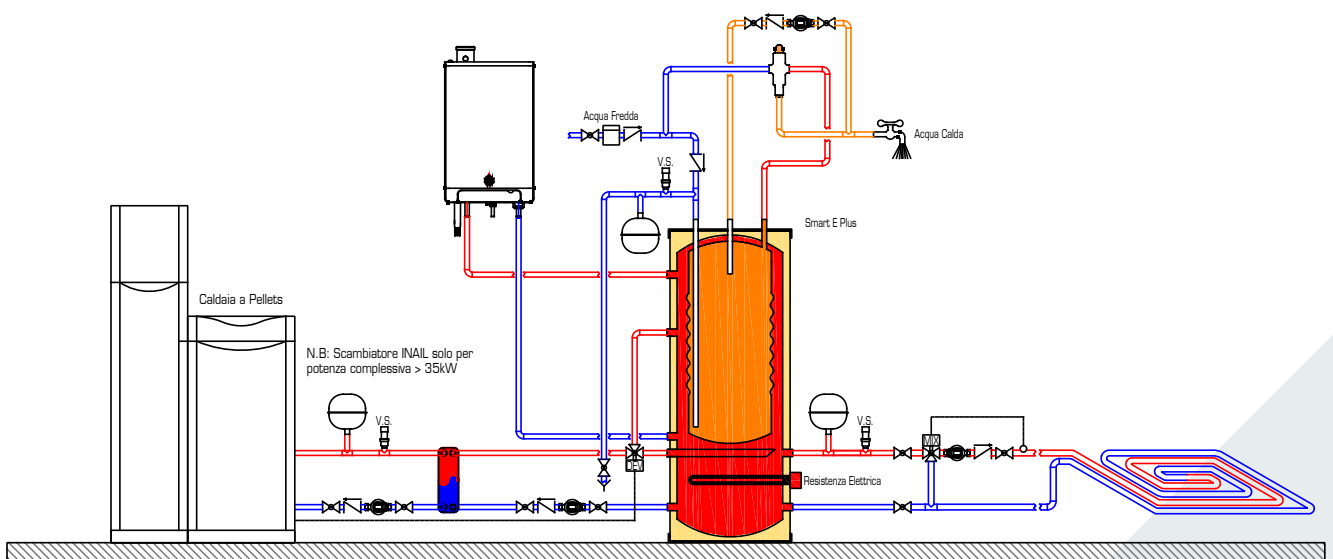 Acqua Fredda
V.S.
Acqua Calda
Smart E Plus
Caldaia a Pellets
N.B: Scambiatore INAIL solo per
potenza complessiva > 35kW
V.S.
V.S.
MIX
DEV
Resistenza Elettrica